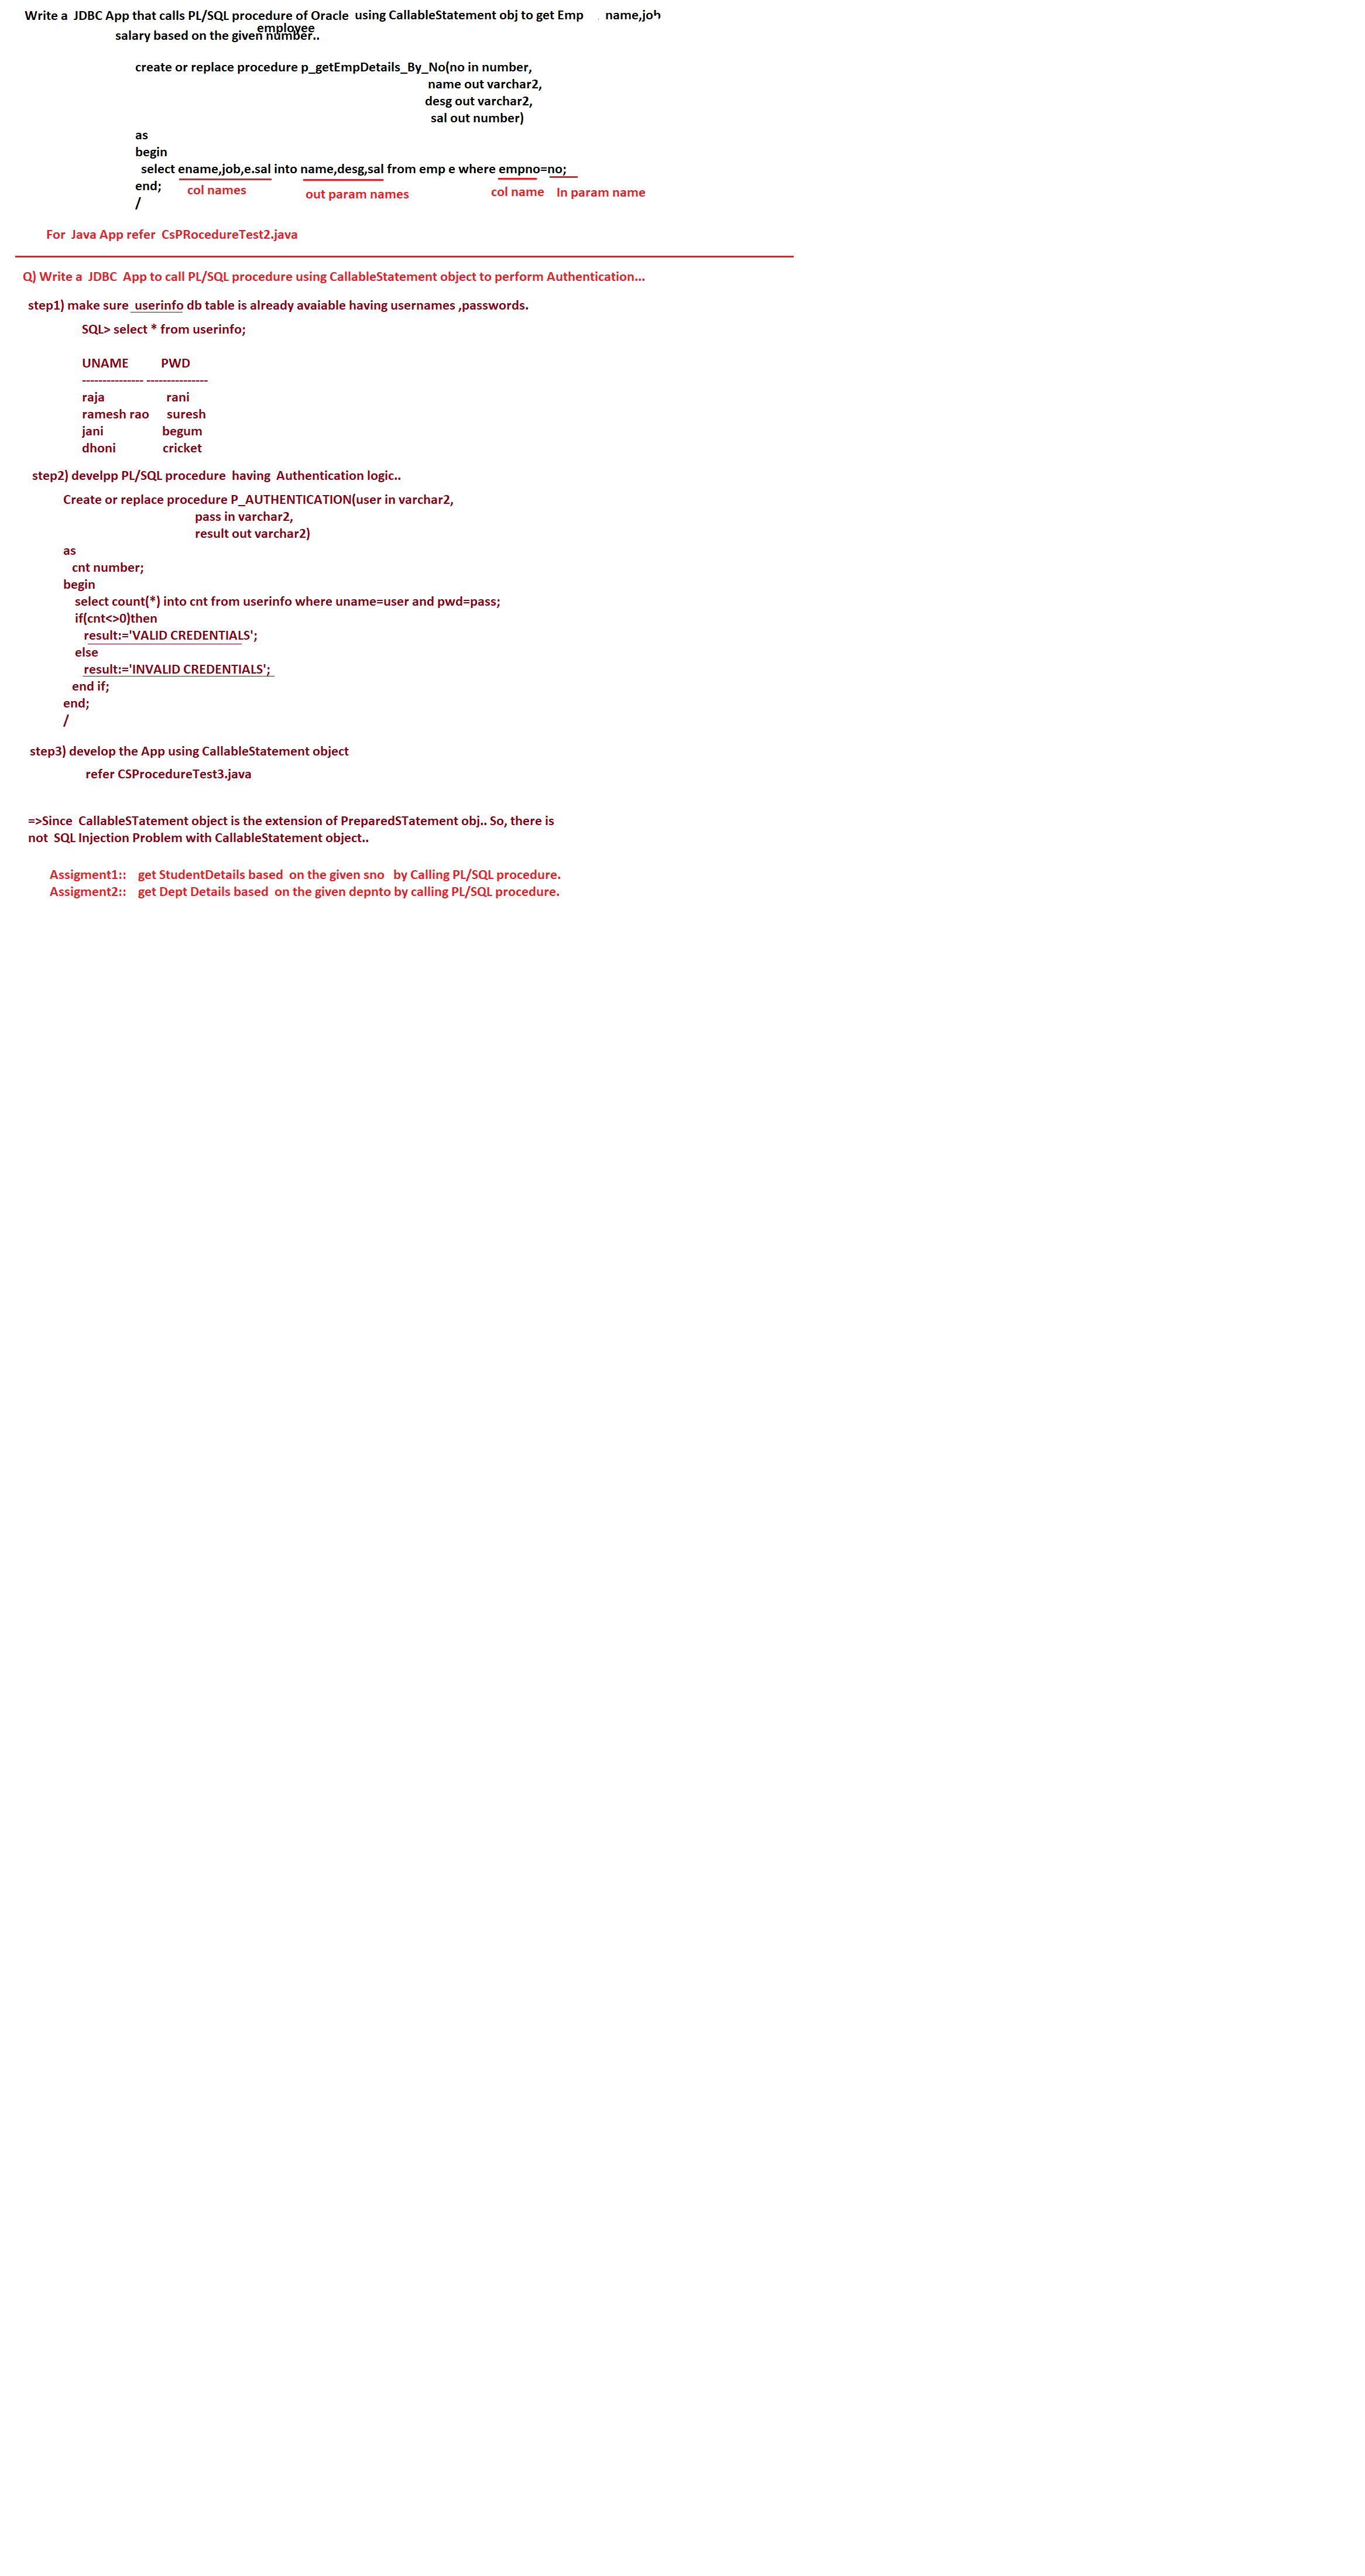 Write a JDBC App that calls PL/SQL procedure of Oracle using CallableStatement obj to get Emp name,job
employee
salary based on the given number..
create or replace procedure p_getEmpDetails_By_No(no in number,
name out varchar2,
desg out varchar2,
sal out number)
as
begin
select ename,job,e.sal into name,desg,sal from emp e where empno=no;
end;
col names out param names col name In param name
/
For Java App refer CsPRocedureTest2.java
Q) Write a JDBC App to call PL/SQL procedure using CallableStatement object to perform Authentication...
step1) make sure userinfo db table is already avaiable having usernames ,passwords.
SQL> select * from userinfo;
UNAME PWD
--------------- ---------------
raja rani
ramesh rao suresh
jani begum
dhoni cricket
step2) develpp PL/SQL procedure having Authentication logic..
Create or replace procedure P_AUTHENTICATION(user in varchar2,
pass in varchar2,
result out varchar2)
as
cnt number;
begin
select count(*) into cnt from userinfo where uname=user and pwd=pass;
if(cnt<>0)then
result:='VALID CREDENTIALS';
else
result:='INVALID CREDENTIALS';
end if;
end;
/
step3) develop the App using CallableStatement object
refer CSProcedureTest3.java
=>Since CallableSTatement object is the extension of PreparedSTatement obj.. So, there is
not SQL Injection Problem with CallableStatement object..
Assigment1:: get StudentDetails based on the given sno by Calling PL/SQL procedure.
Assigment2:: get Dept Details based on the given depnto by calling PL/SQL procedure.